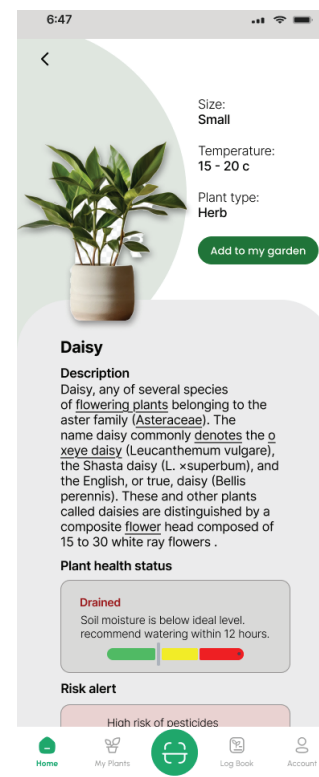 6:47
Size:
Small
Temperature:
15 - 20 c
Plant type:
Herb
Add to my garden
Daisy
Description
Daisy, any of several species
of flowering plants belonging to the
aster family (Asteraceae). The
name daisy commonly denotes the o
xeye daisy (Leucanthemum vulgare),
the Shasta daisy (L. ×superbum), and
the English, or true, daisy (Bellis
perennis). These and other plants
called daisies are distinguished by a
composite flower head composed of
15 to 30 white ray flowers .
Plant health status
Drained
Soil moisture is below ideal level.
recommend watering within 12 hours.
Risk alert
High risk of pesticides
Home
My Plants
Log Book
Account